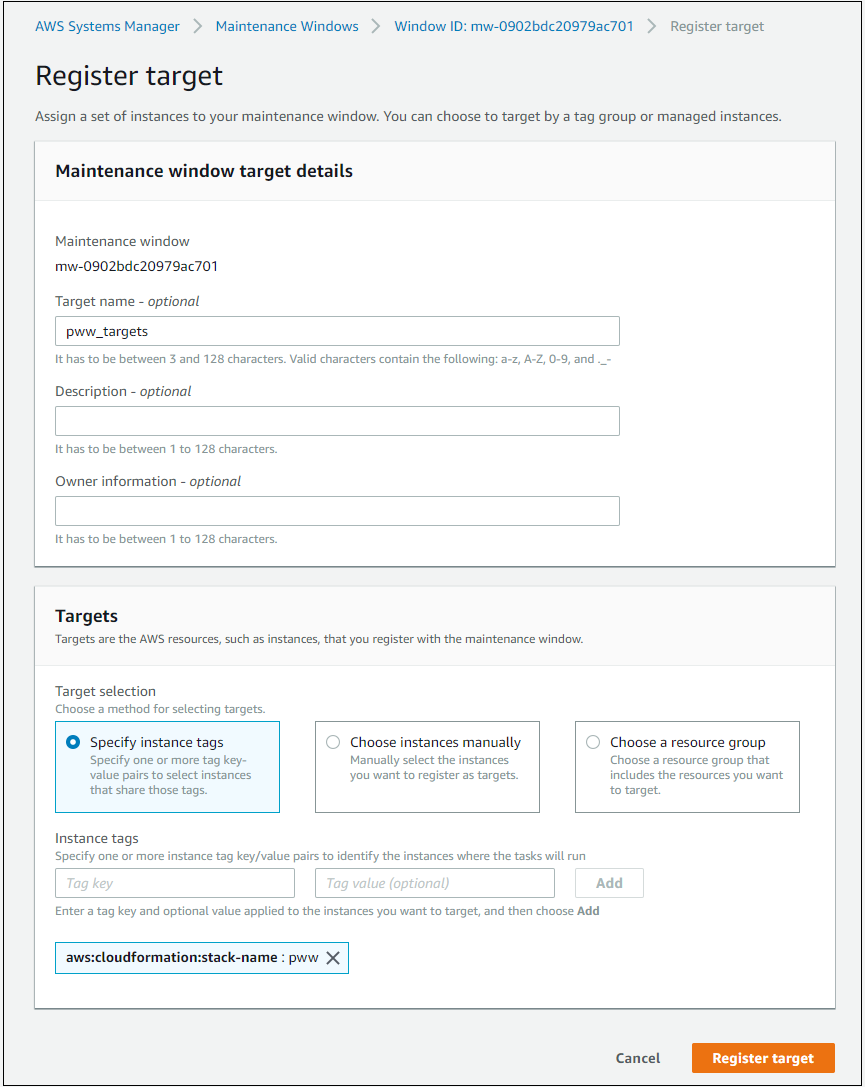 AWS Systems Manager > Maintenance Windows > Window ID: mw-0902bdc20979ac701 > Register target
Register target
Assign a set of instances to your maintenance window. You can choose to target by a tag group or managed instances.
Maintenance window target details
Maintenance window
mw-0902bdc20979ac701
Target name - optional
pww_targets
It has to be between 3 and 128 characters. Valid characters contain the following: a-z, A-Z, 0-9, and ._-
Description - optional
It has to be between 1 to 128 characters.
Owner information - optional
It has to be between 1 to 128 characters.
Targets
Targets are the AWS resources, such as instances, that you register with the maintenance window.
Target selection
Choose a method for selecting targets.
Specify instance tags
Specify one or more tag key-
value pairs to select instances
that share those tags.
Choose instances manually
Manually select the instances
you want to register as targets.
Choose a resource group
Choose a resource group that
includes the resources you want
to target.
Instance tags
Specify one or more instance tag key/value pairs to identify the instances where the tasks will run
Tag key
Tag value (optional)
Add
Enter a tag key and optional value applied to the instances you want to target, and then choose Add
aws:cloudformation:stack-name : pww
Cancel
Register target